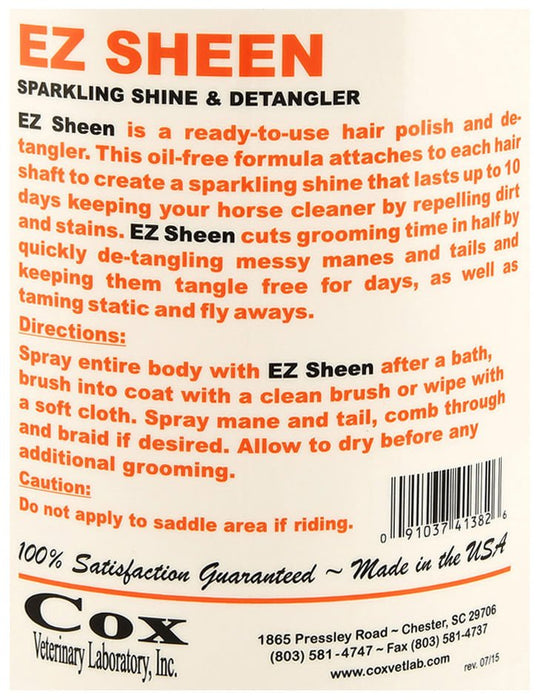 EZ SHEEN
SPARKLING SHINE & DETANGLER
EZ Sheen is a ready-to-use hair polish and de-
tangler. This oil-free formula attaches to each hair
shaft to create a sparkling shine that lasts up to 10
days keeping your horse cleaner by repelling dirt
and stains. EZ Sheen cuts grooming time in half by
quickly de-tangling messy manes and tails and
keeping them tangle free for days, as well as
taming static and fly aways.
Directions:
Spray entire body with EZ Sheen after a bath,
brush into coat with a clean brush or wipe with
a soft cloth. Spray mane and tail, comb through
and braid if desired. Allow to dry before any
additional grooming.
Caution:
Do not apply to saddle area if riding.
0 91037 41382 6
100% Satisfaction Guaranteed ~ Made in the USA
Cox
Veterinary Laboratory, Inc.
1865 Pressley Road ~ Chester, SC 29706
(803) 581-4747 ~ Fax (803) 581-4737
www.coxvetlab.com rev. 07/15